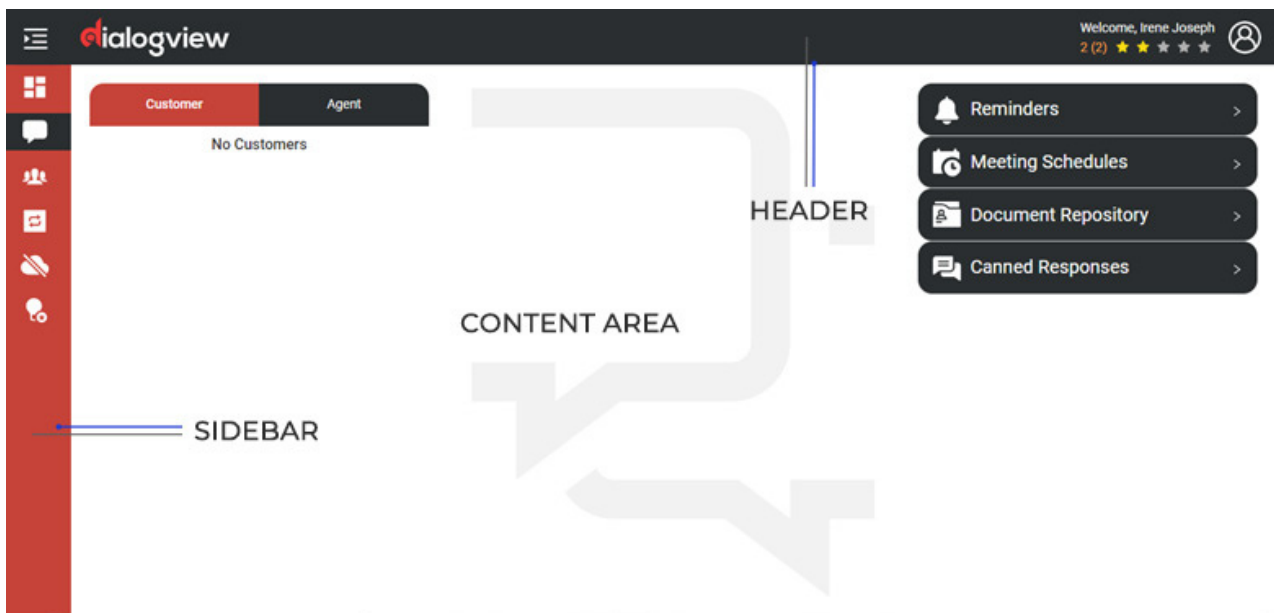 dialogview
Welcome, Irene Joseph
2 (2)
Customer
Agent
No Customers
Reminders
Meeting Schedules
Document Repository
Canned Responses
HEADER
CONTENT AREA
SIDEBAR